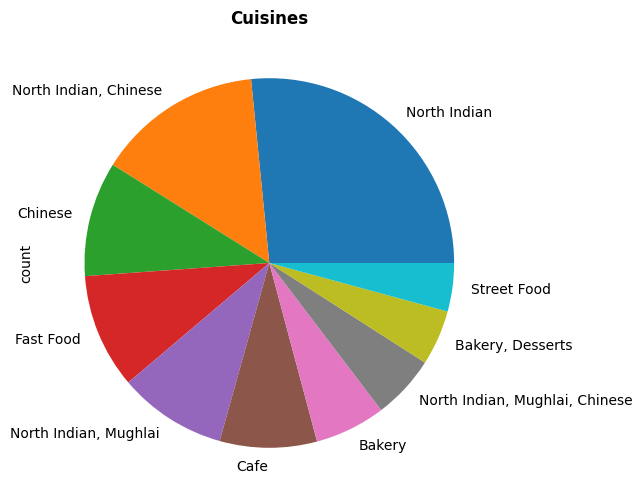 Cuisines
North Indian, Chinese
North Indian
Chinese
count
Street Food
Fast Food
Bakery, Desserts
North Indian, Mughlai, Chinese
North Indian, Mughlai
Bakery
Cafe